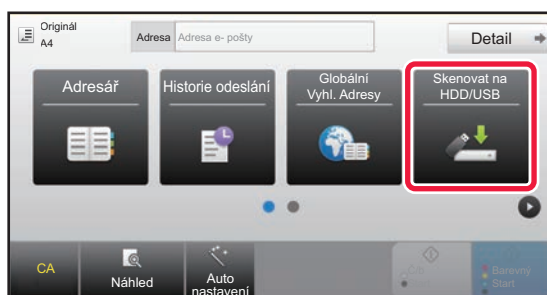 Originál
A4
Adresa
Adresa e- pošty
Detail
Adresář
Historie odeslání
Globální
Vyhl. Adresy
Skenovat na
HDD/USB
CA
Náhled
Auto
nastavení
Barevný
Start